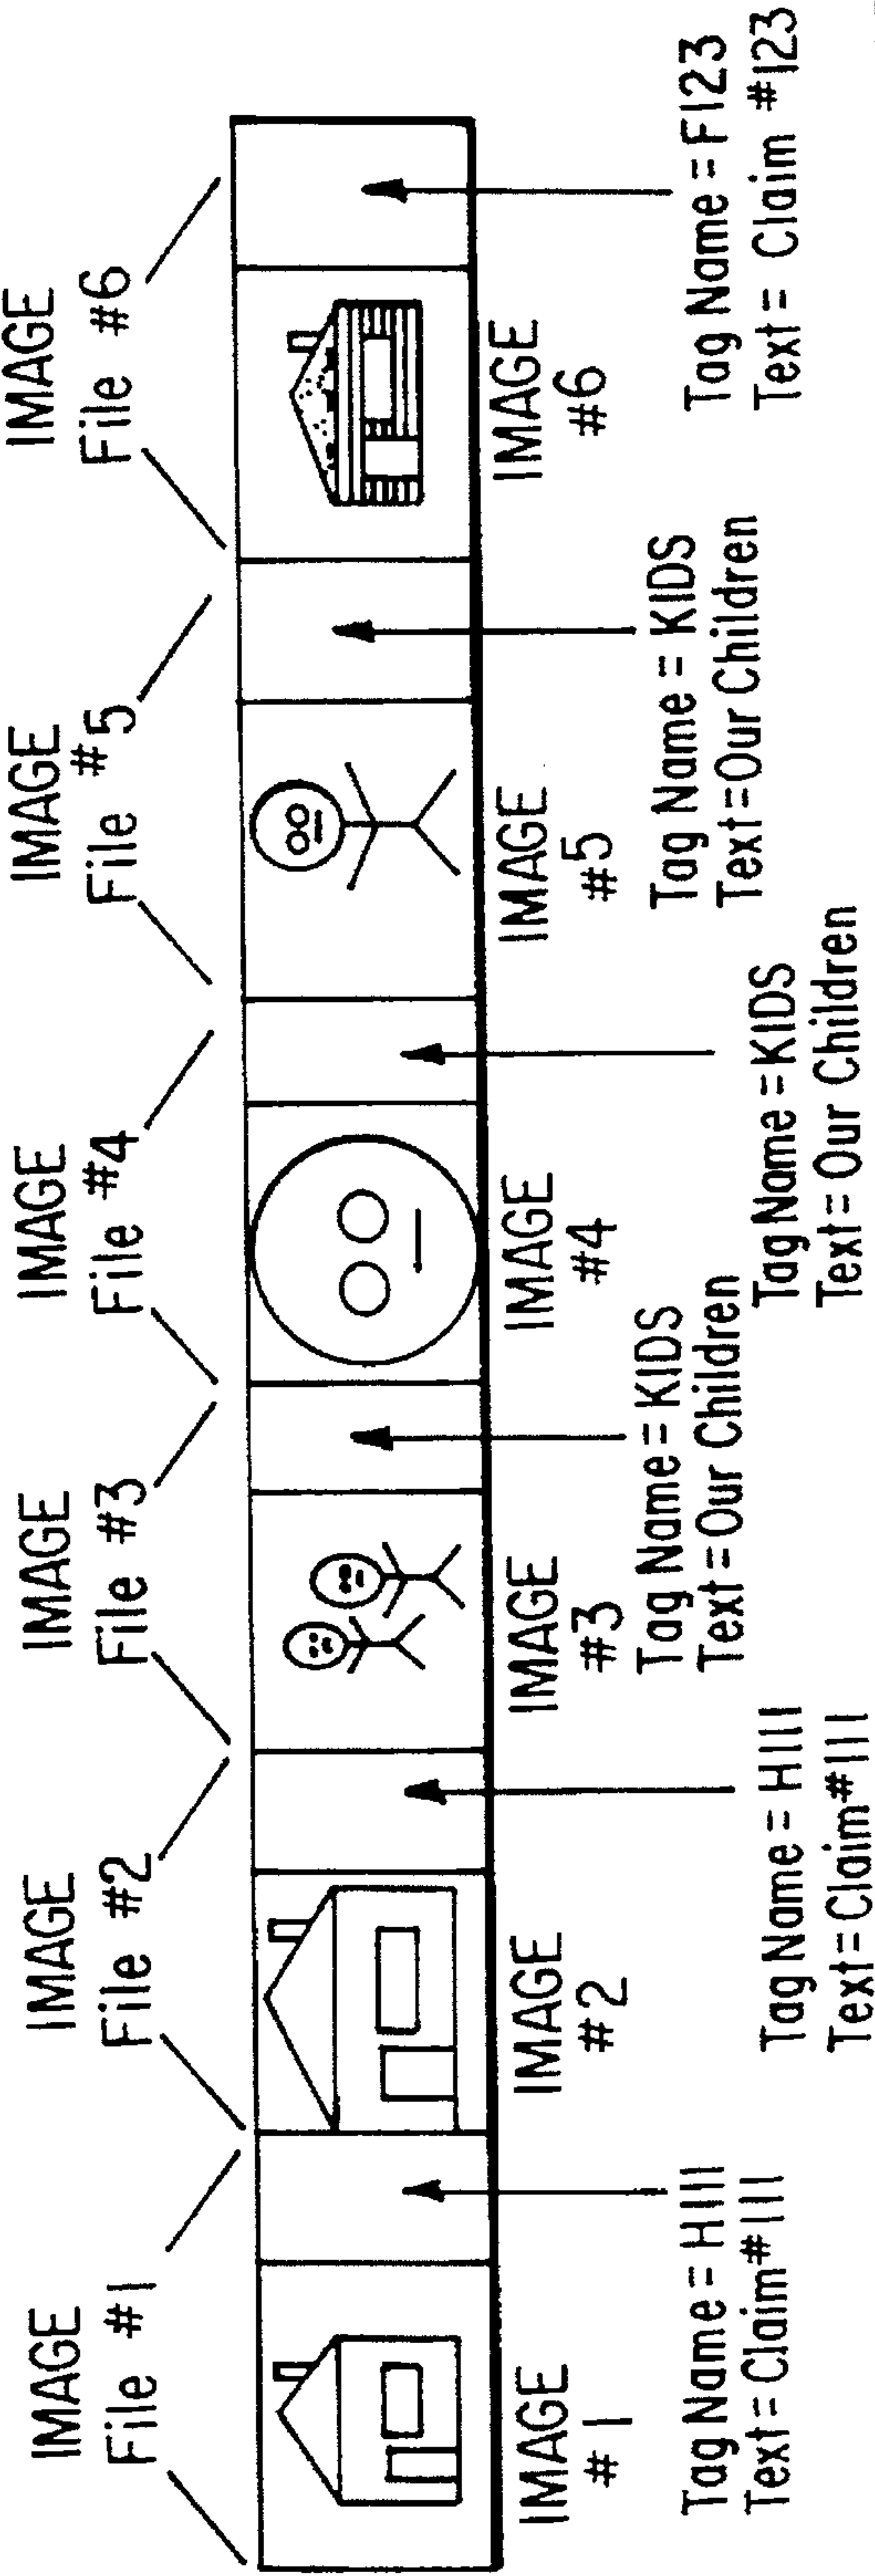 IMAGE
File #1
IMAGE
File #2
IMAGE
File #3
IMAGE
File #4
IMAGE
File #5
IMAGE
File #6
IMAGE
#1
IMAGE
#2
IMAGE
#3
IMAGE
#4
IMAGE
#5
IMAGE
#6
Tag Name = H111
Text = Claim #111
Tag Name = H111
Text = Claim #111
Tag Name = KIDS
Text = Our Children
Tag Name = KIDS
Text = Our Children
Tag Name = KIDS
Text = Our Children
Tag Name = F123
Text = Claim #123